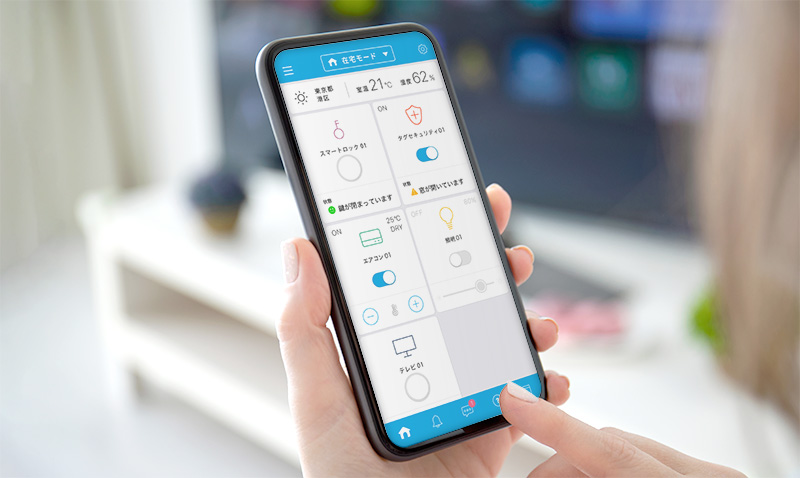 在宅モード ▼
東京都
港区
室温 21℃ 湿度 62%
スマートロック01
状態
鍵が閉まっています
ON
タグセキュリティ01
状態
窓が開いています
ON
25℃
DRY
エアコン01
OFF
80%
照明01
テレビ01